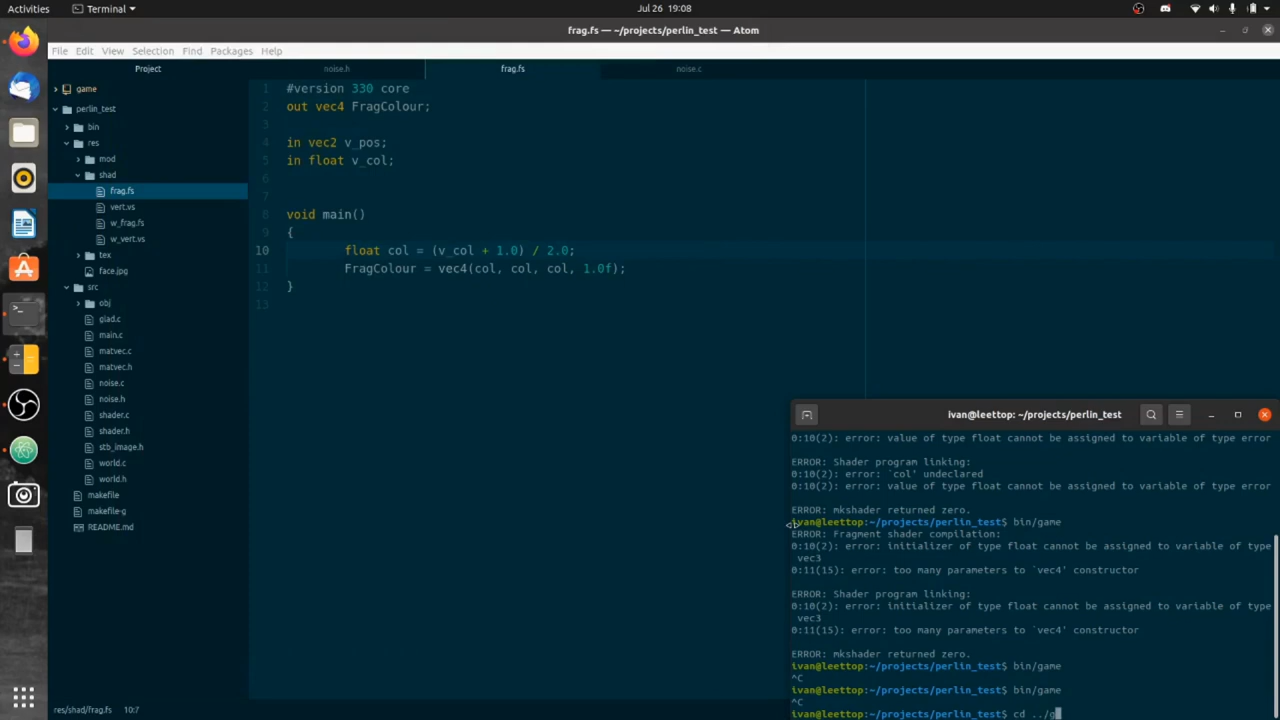 Activities
Terminal
Jul 26 19:08
frag.fs — ~/projects/perlin_test — Atom
File Edit View Selection Find Packages Help
Project
noise.h
frag.fs
noise.c
game
perlin_test
bin
res
mod
shad
frag.fs
vert.vs
w_frag.fs
w_vert.vs
tex
face.jpg
src
obj
glad.c
main.c
matvec.c
matvec.h
noise.c
noise.h
shader.c
shader.h
stb_image.h
world.c
world.h
makefile
makefile-g
README.md
1 #version 330 core
2 out vec4 FragColour;
3
4 in vec2 v_pos;
5 in float v_col;
6
7
8 void main()
9 {
10 float col = (v_col + 1.0) / 2.0;
11 FragColour = vec4(col, col, col, 1.0f);
12 }
13
ivan@leettop: ~/projects/perlin_test
0:10(2): error: value of type float cannot be assigned to variable of type error
ERROR: Shader program linking:
0:10(2): error: `col' undeclared
0:10(2): error: value of type float cannot be assigned to variable of type error
ERROR: mkshader returned zero.
ivan@leettop:~/projects/perlin_test$ bin/game
ERROR: Fragment shader compilation:
0:10(2): error: initializer of type float cannot be assigned to variable of type
vec3
0:11(15): error: too many parameters to `vec4' constructor
ERROR: Shader program linking:
0:10(2): error: initializer of type float cannot be assigned to variable of type
vec3
0:11(15): error: too many parameters to `vec4' constructor
ERROR: mkshader returned zero.
ivan@leettop:~/projects/perlin_test$ bin/game
^C
ivan@leettop:~/projects/perlin_test$ bin/game
^C
ivan@leettop:~/projects/perlin_test$ cd ../g
res/shad/frag.fs 10:7